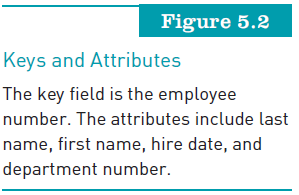 Figure 5.2
Keys and Attributes
The key field is the employee
number. The attributes include last
name, first name, hire date, and
department number.